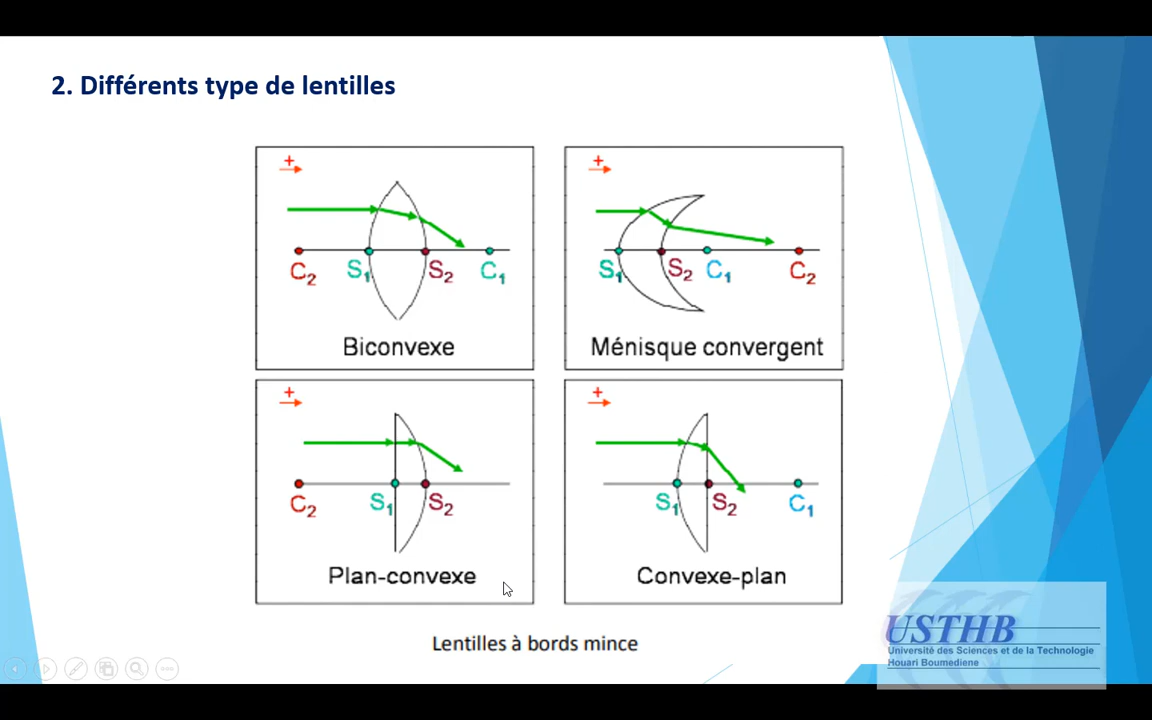 2. Différents type de lentilles
+
C2 S1 S2 C1
Biconvexe
+
S1 S2 C1 C2
Ménisque convergent
+
C2 S1 S2
Plan-convexe
+
S1 S2 C1
Convexe-plan
Lentilles à bords mince
USTHB
Université des Sciences et de la Technologie
Houari Boumediene